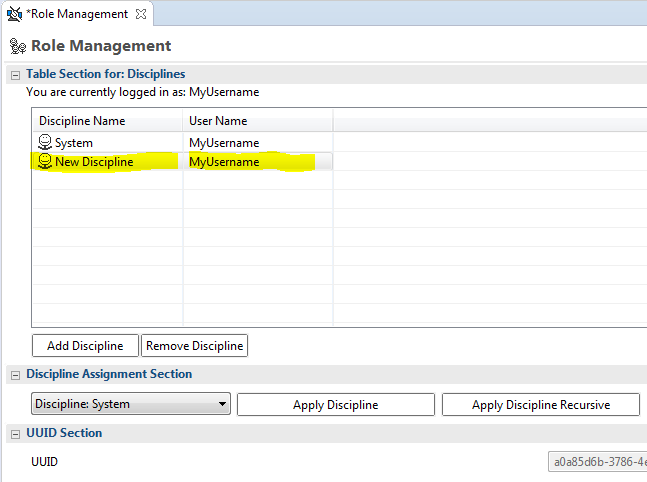 *Role Management
Role Management
Table Section for: Disciplines
You are currently logged in as: MyUsername
Discipline Name User Name
System MyUsername
New Discipline MyUsername
Add Discipline Remove Discipline
Discipline Assignment Section
Discipline: System Apply Discipline Apply Discipline Recursive
UUID Section
UUID a0a85d6b-3786-4e